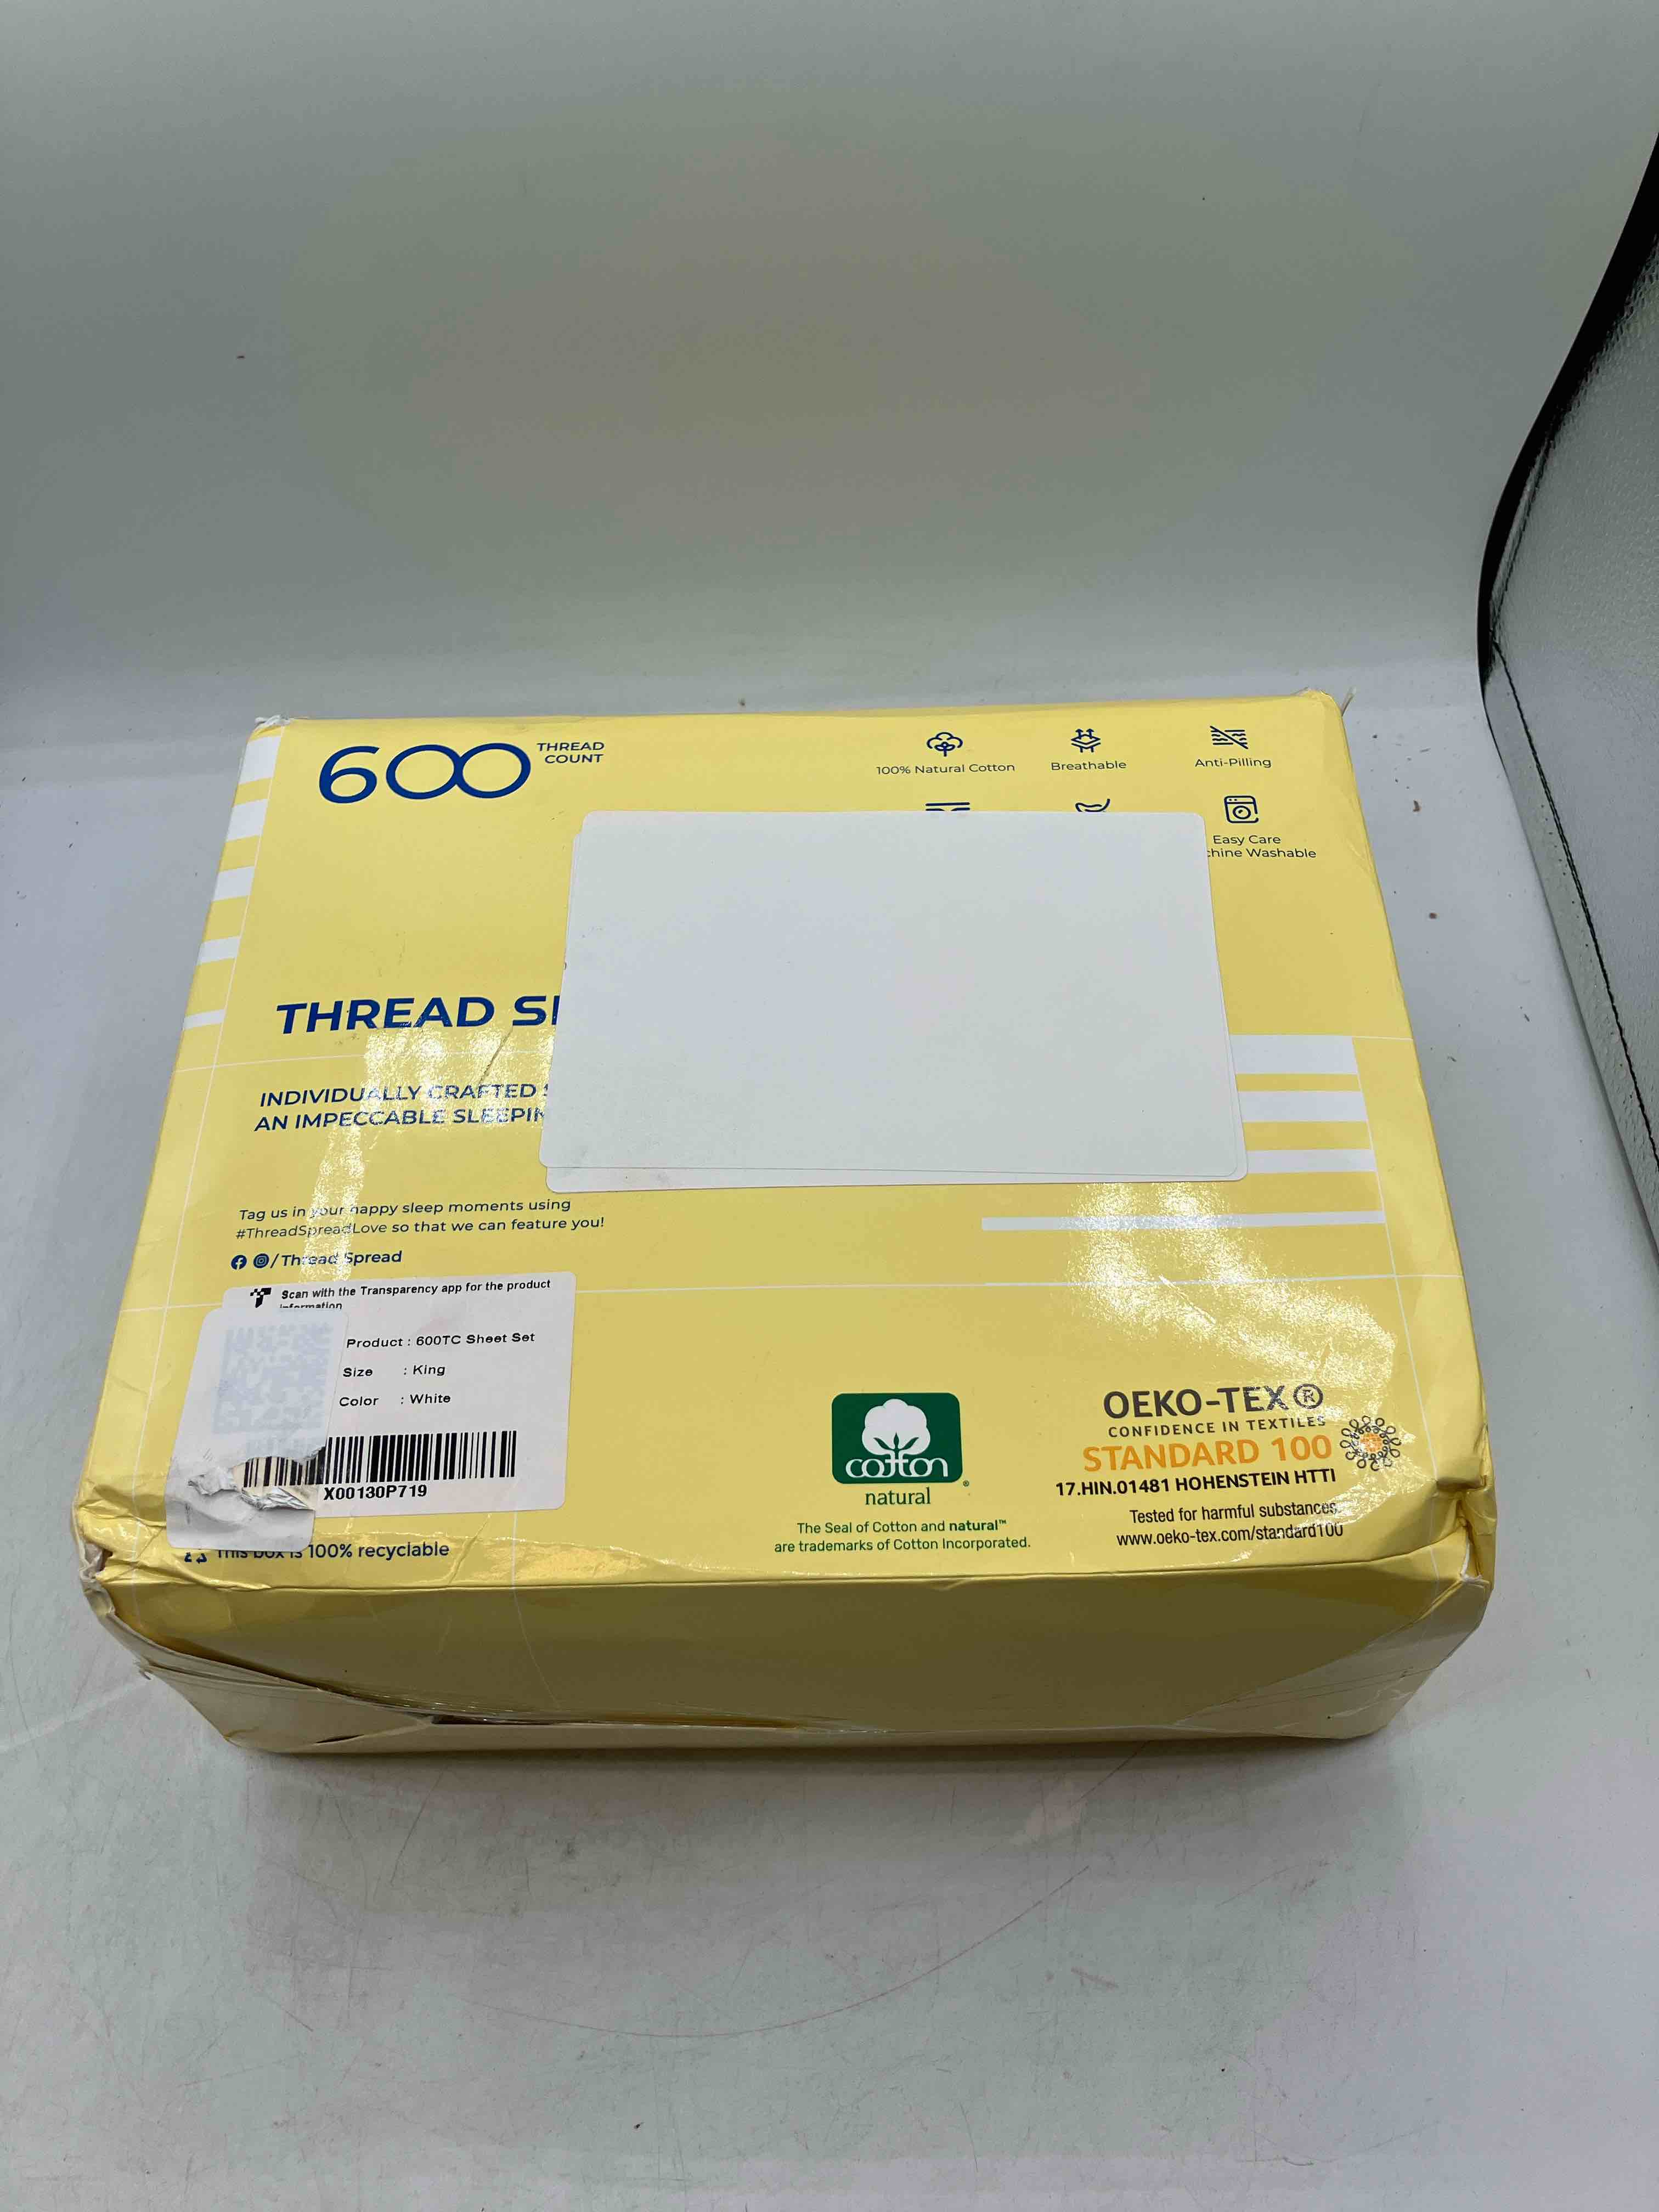 600 THREAD
COUNT
100% Natural Cotton
Breathable
Anti-Pilling
Easy Care
chine Washable
THREAD S
INDIVIDUALLY CRAFTED
AN IMPECCABLE SLEEPIN
Tag us in your happy sleep moments using
#ThreadSpreadLove so that we can feature you!
/Thread Spread
Scan with the Transparency app for the product
information
Product : 600TC Sheet Set
Size : King
Color : White
X00130P719
This box is 100% recyclable
cotton
natural
The Seal of Cotton and natural™
are trademarks of Cotton Incorporated.
OEKO-TEX®
CONFIDENCE IN TEXTILES
STANDARD 100
17.HIN.01481 HOHENSTEIN HTTI
Tested for harmful substances.
www.oeko-tex.com/standard100